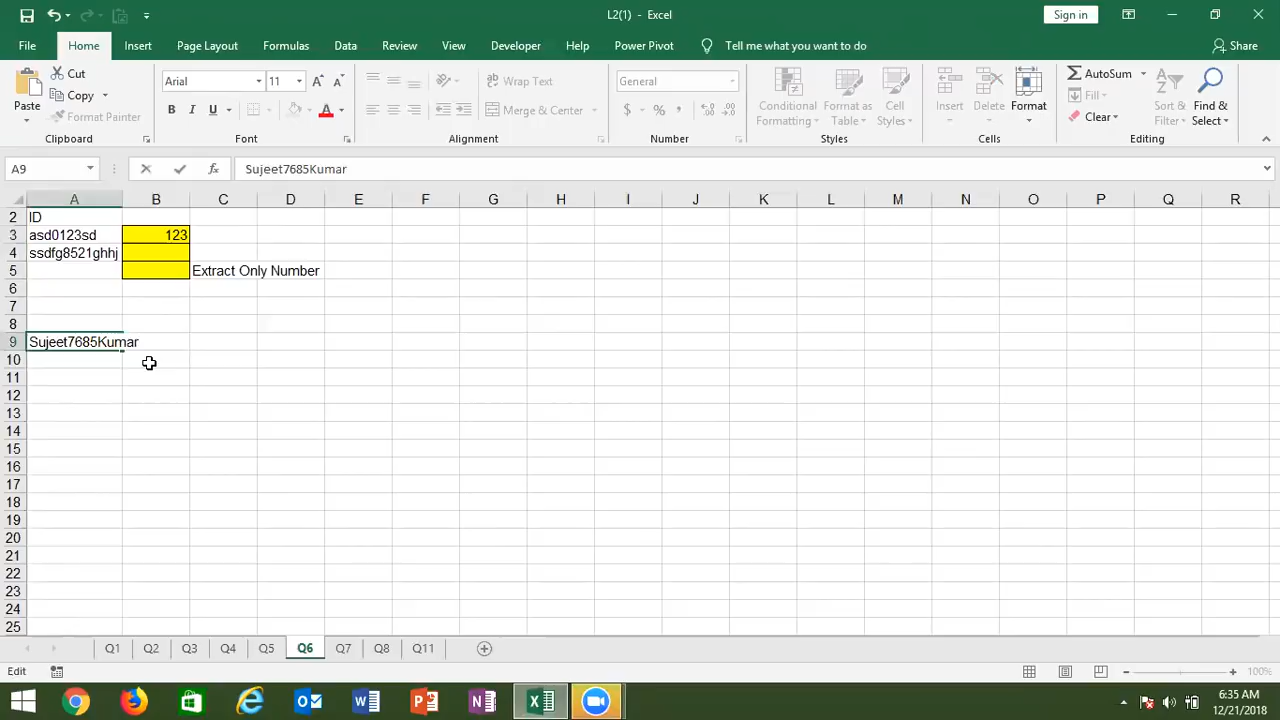 L2(1) - Excel
Sign in
File Home Insert Page Layout Formulas Data Review View Developer Help Power Pivot Tell me what you want to do Share
Paste
Cut
Copy
Format Painter
Clipboard
Arial 11
B I U
Font
Wrap Text
Merge & Center
Alignment
General
$ % ,
Number
Conditional Formatting
Format as Table
Cell Styles
Styles
Insert
Delete
Format
Cells
AutoSum
Fill
Clear
Sort & Filter
Find & Select
Editing
A9 fx Sujeet7685Kumar
A B C D E F G H I J K L M N O P Q R
2 ID
3 asd0123sd 123
4 ssdfg8521ghhj
5 Extract Only Number
6
7
8
9 Sujeet7685Kumar
10
11
12
13
14
15
16
17
18
19
20
21
22
23
24
25
Q1 Q2 Q3 Q4 Q5 Q6 Q7 Q8 Q11
Edit 100%
6:35 AM
12/21/2018